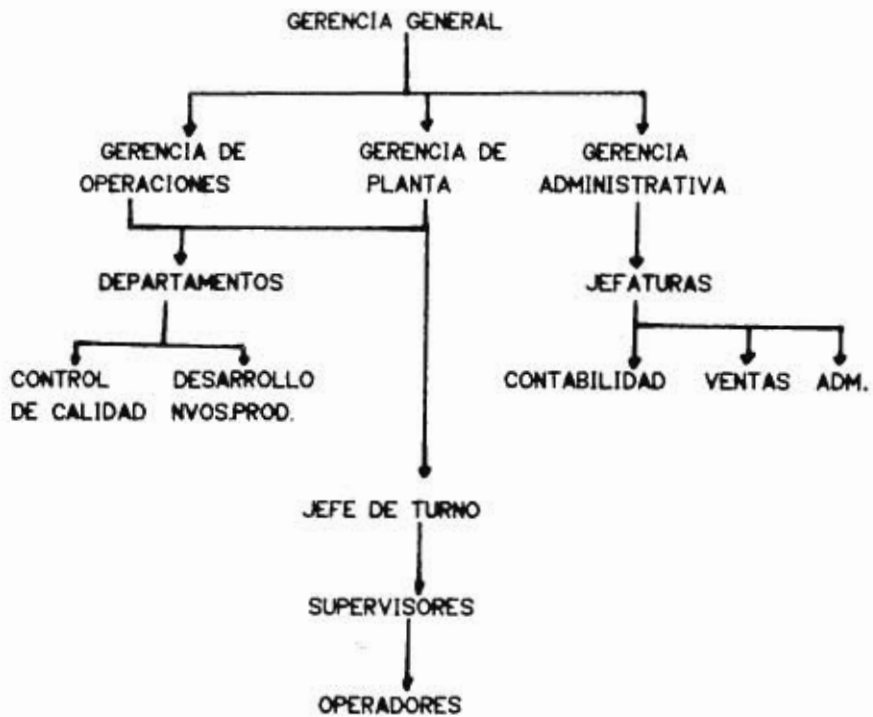 GERENCIA GENERAL
GERENCIA DE
OPERACIONES
GERENCIA DE
PLANTA
GERENCIA
ADMINISTRATIVA
DEPARTAMENTOS
JEFATURAS
CONTROL
DE CALIDAD
DESARROLLO
NVOS.PROD.
CONTABILIDAD
VENTAS
ADM.
JEFE DE TURNO
SUPERVISORES
OPERADORES